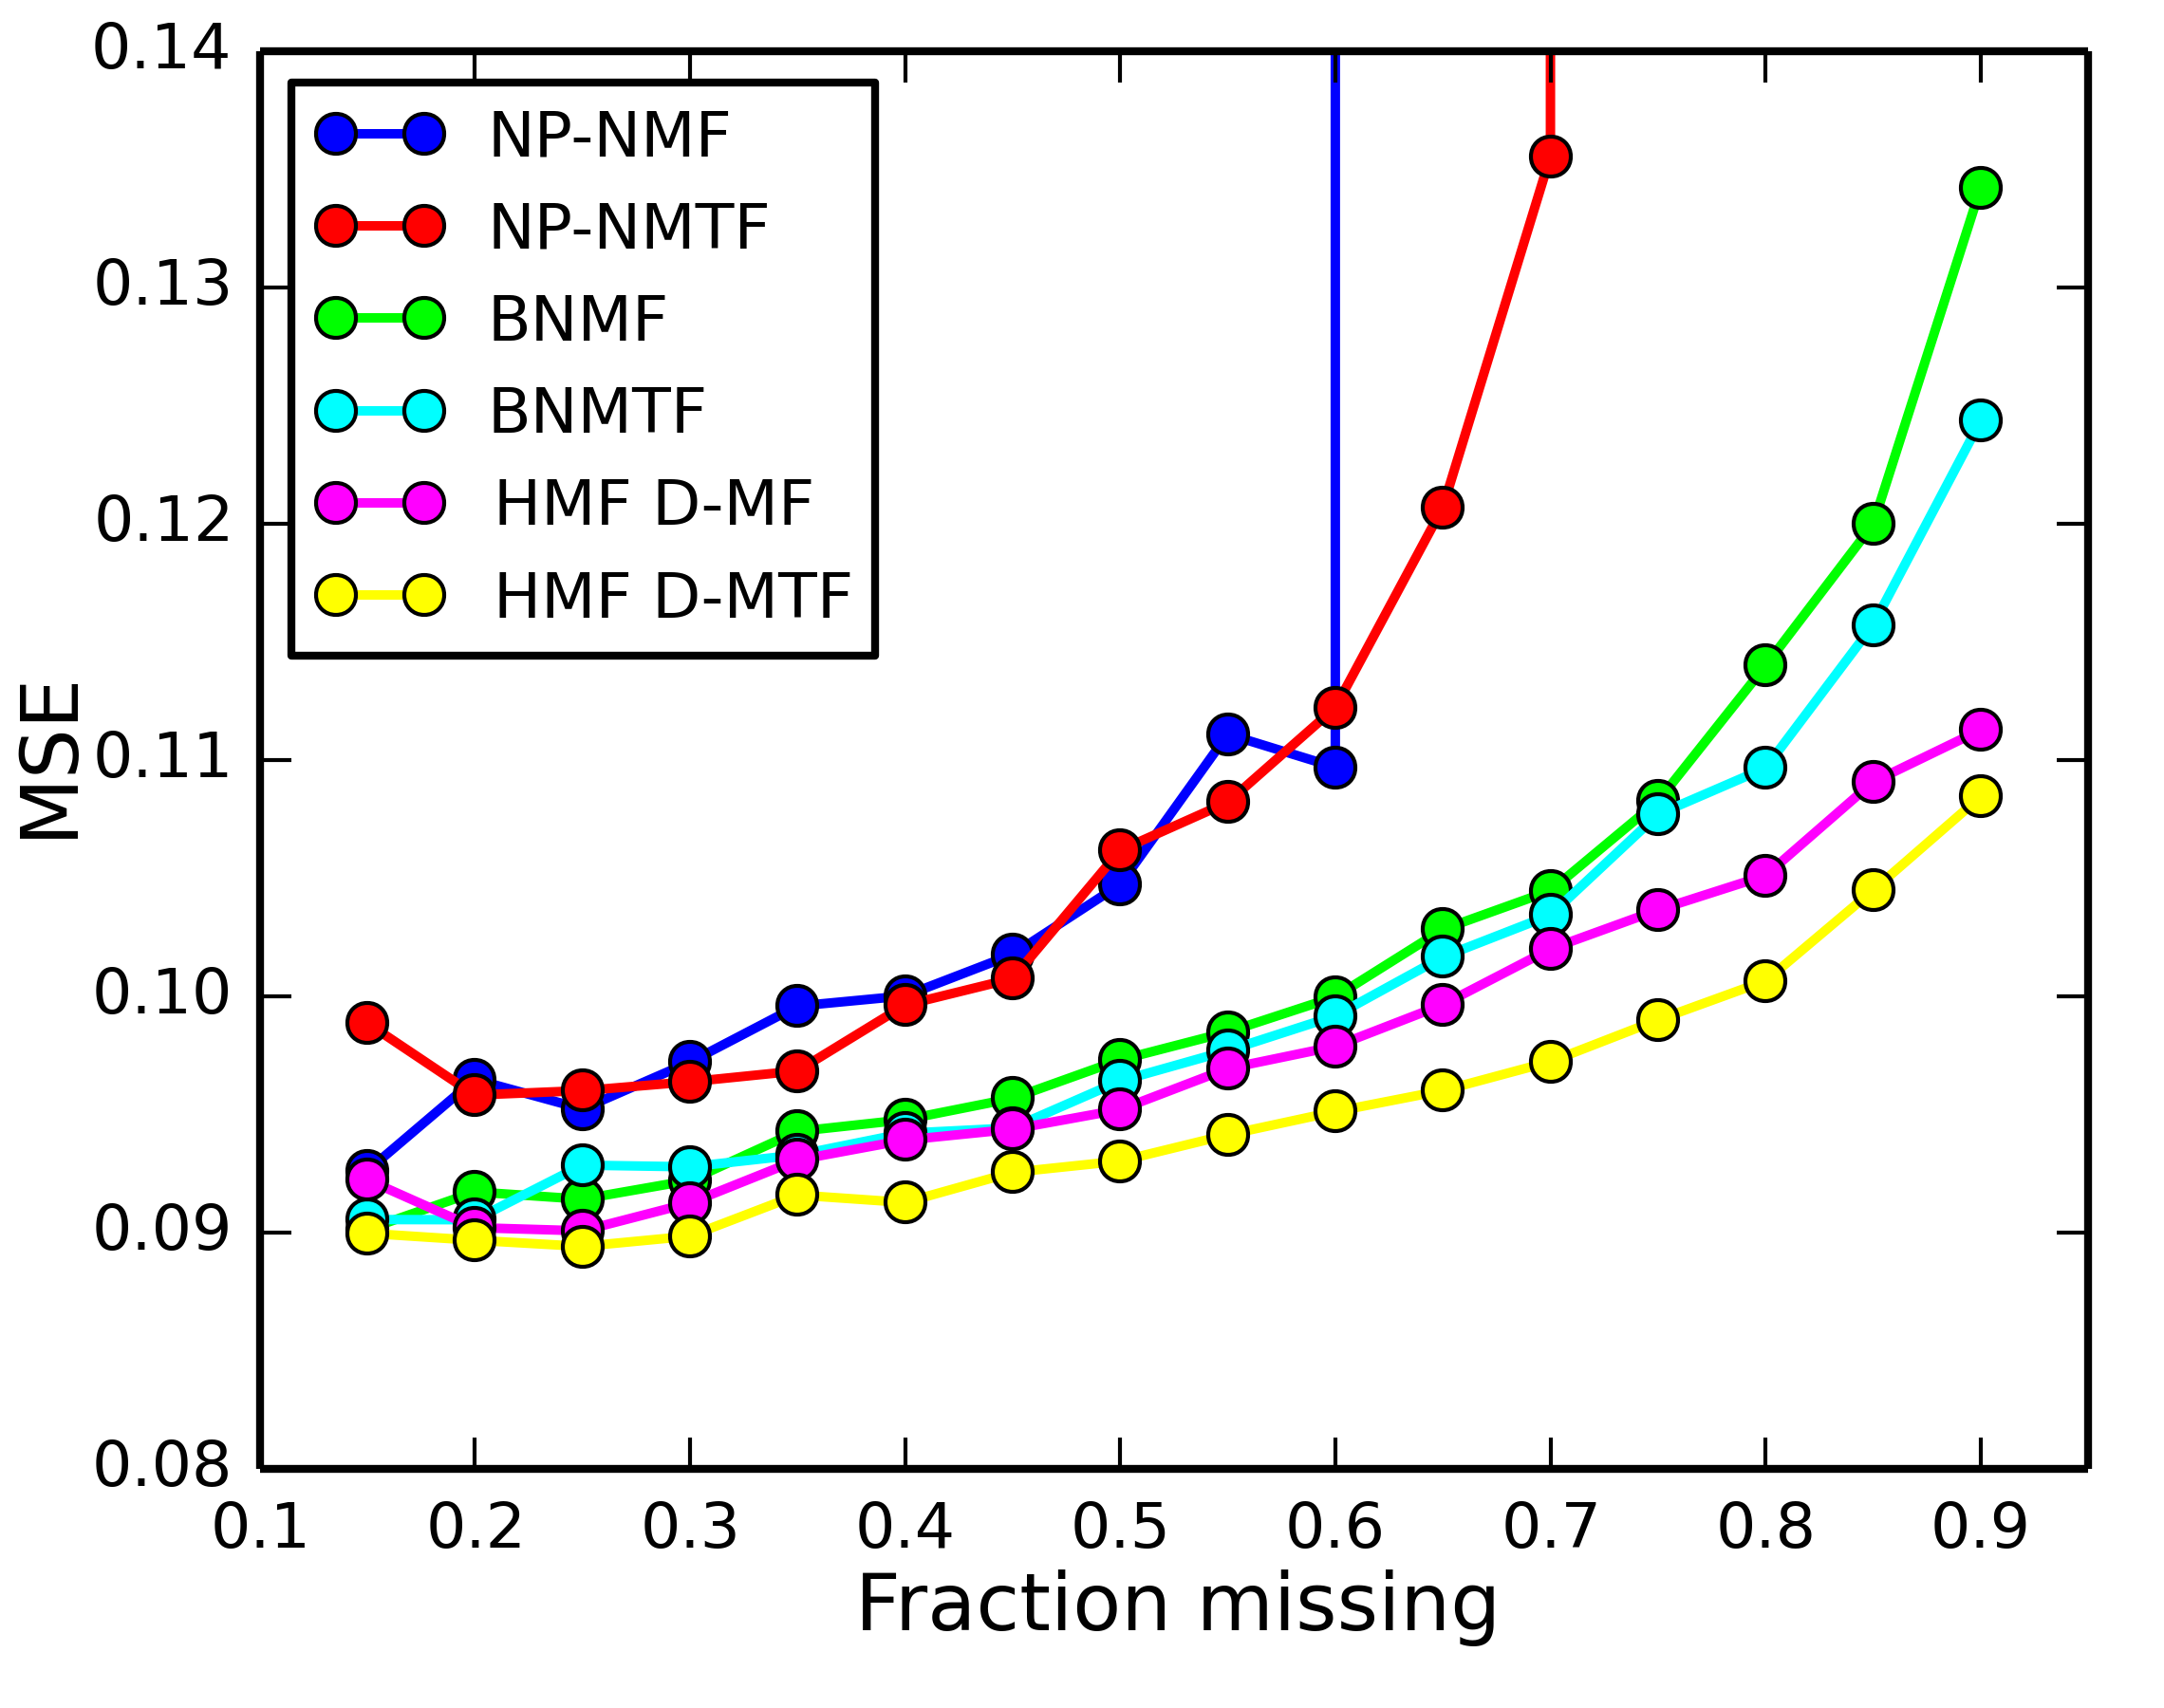 0.14
0.13
0.12
0.11
0.10
0.09
0.08
MSE
NP-NMF
NP-NMTF
BNMF
BNMTF
HMF D-MF
HMF D-MTF
0.1 0.2 0.3 0.4 0.5 0.6 0.7 0.8 0.9
Fraction missing